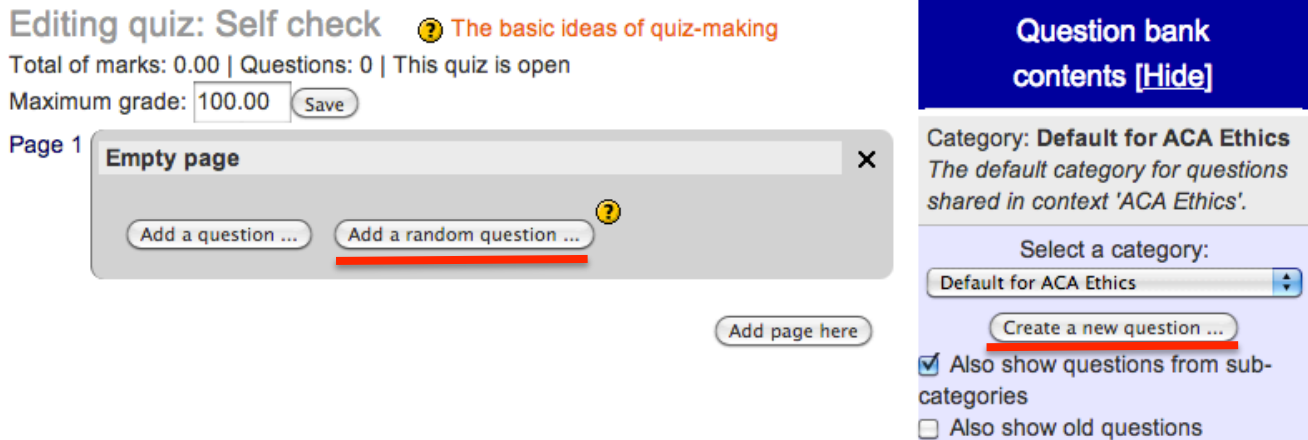 Editing quiz: Self check ? The basic ideas of quiz-making
Total of marks: 0.00 | Questions: 0 | This quiz is open
Maximum grade: 100.00 Save
Page 1
Empty page
Add a question ... Add a random question ... ?
Add page here
Question bank
contents [Hide]
Category: Default for ACA Ethics
The default category for questions
shared in context 'ACA Ethics'.
Select a category:
Default for ACA Ethics
Create a new question ...
Also show questions from sub-
categories
Also show old questions